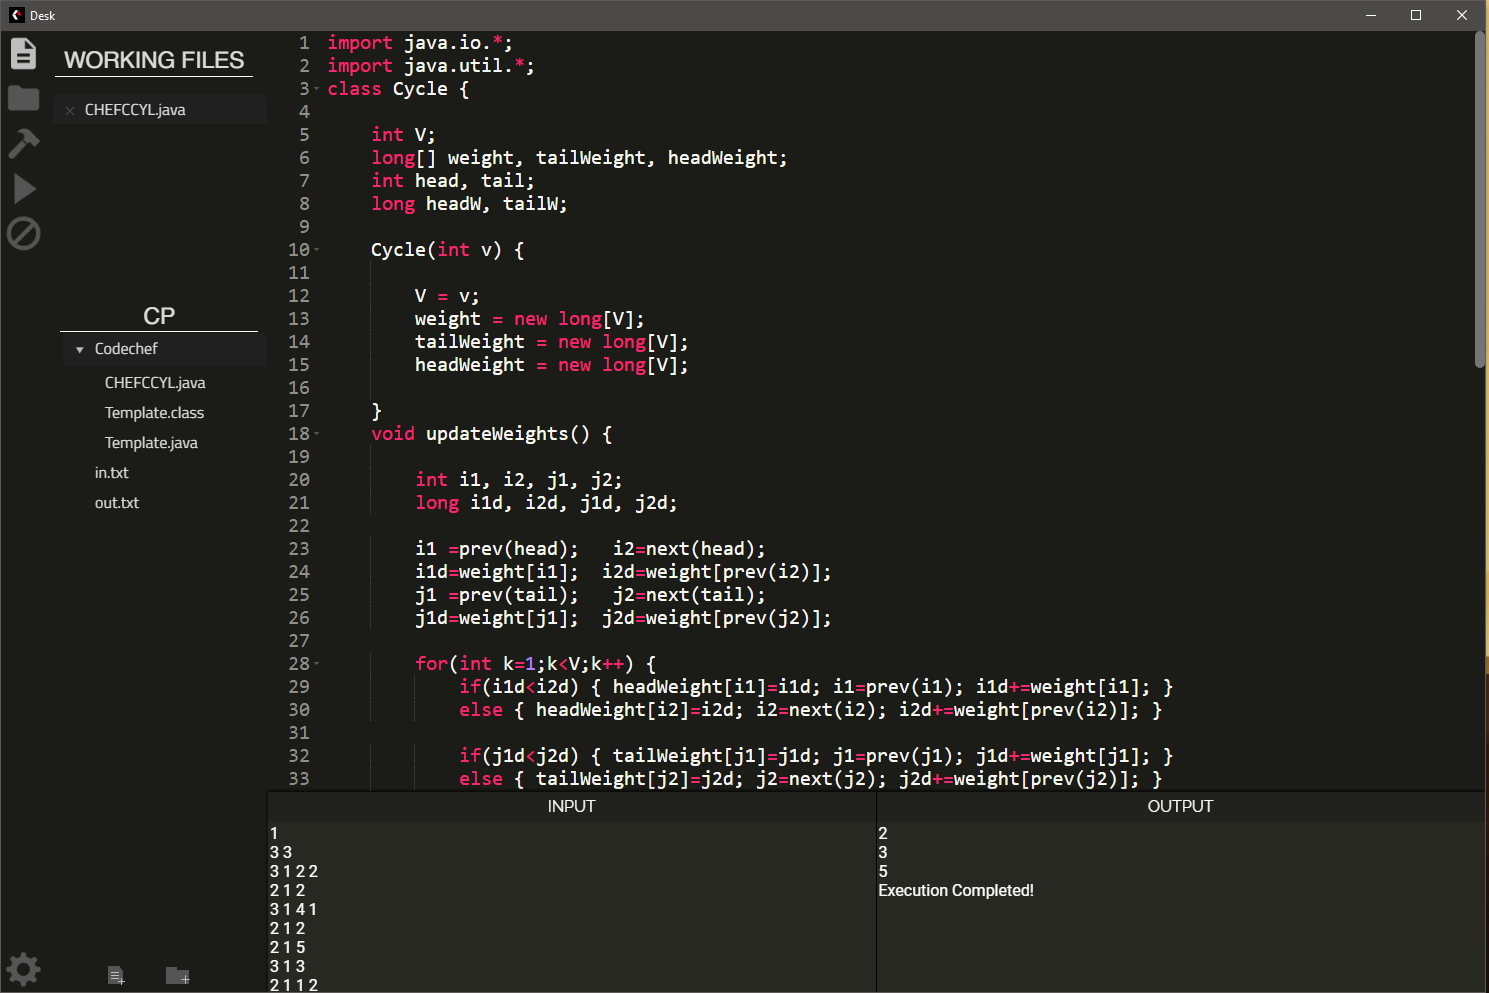 Desk
WORKING FILES
CHEFCCYL.java
CP
Codechef
CHEFCCYL.java
Template.class
Template.java
in.txt
out.txt
1 import java.io.*;
2 import java.util.*;
3 class Cycle {
4
5 int V;
6 long[] weight, tailWeight, headWeight;
7 int head, tail;
8 long headW, tailW;
9
10 Cycle(int v) {
11
12 V = v;
13 weight = new long[V];
14 tailWeight = new long[V];
15 headWeight = new long[V];
16
17 }
18 void updateWeights() {
19
20 int i1, i2, j1, j2;
21 long i1d, i2d, j1d, j2d;
22
23 i1 =prev(head);   i2=next(head);
24 i1d=weight[i1];  i2d=weight[prev(i2)];
25 j1 =prev(tail);   j2=next(tail);
26 j1d=weight[j1];  j2d=weight[prev(j2)];
27
28 for(int k=1;k<V;k++) {
29 if(i1d<i2d) { headWeight[i1]=i1d; i1=prev(i1); i1d+=weight[i1]; }
30 else { headWeight[i2]=i2d; i2=next(i2); i2d+=weight[prev(i2)]; }
31
32 if(j1d<j2d) { tailWeight[j1]=j1d; j1=prev(j1); j1d+=weight[j1]; }
33 else { tailWeight[j2]=j2d; j2=next(j2); j2d+=weight[prev(j2)]; }
INPUT
1
3 3
3 1 2 2
2 1 2
3 1 4 1
2 1 2
2 1 5
3 1 3
2 1 1 2
OUTPUT
2
3
5
Execution Completed!